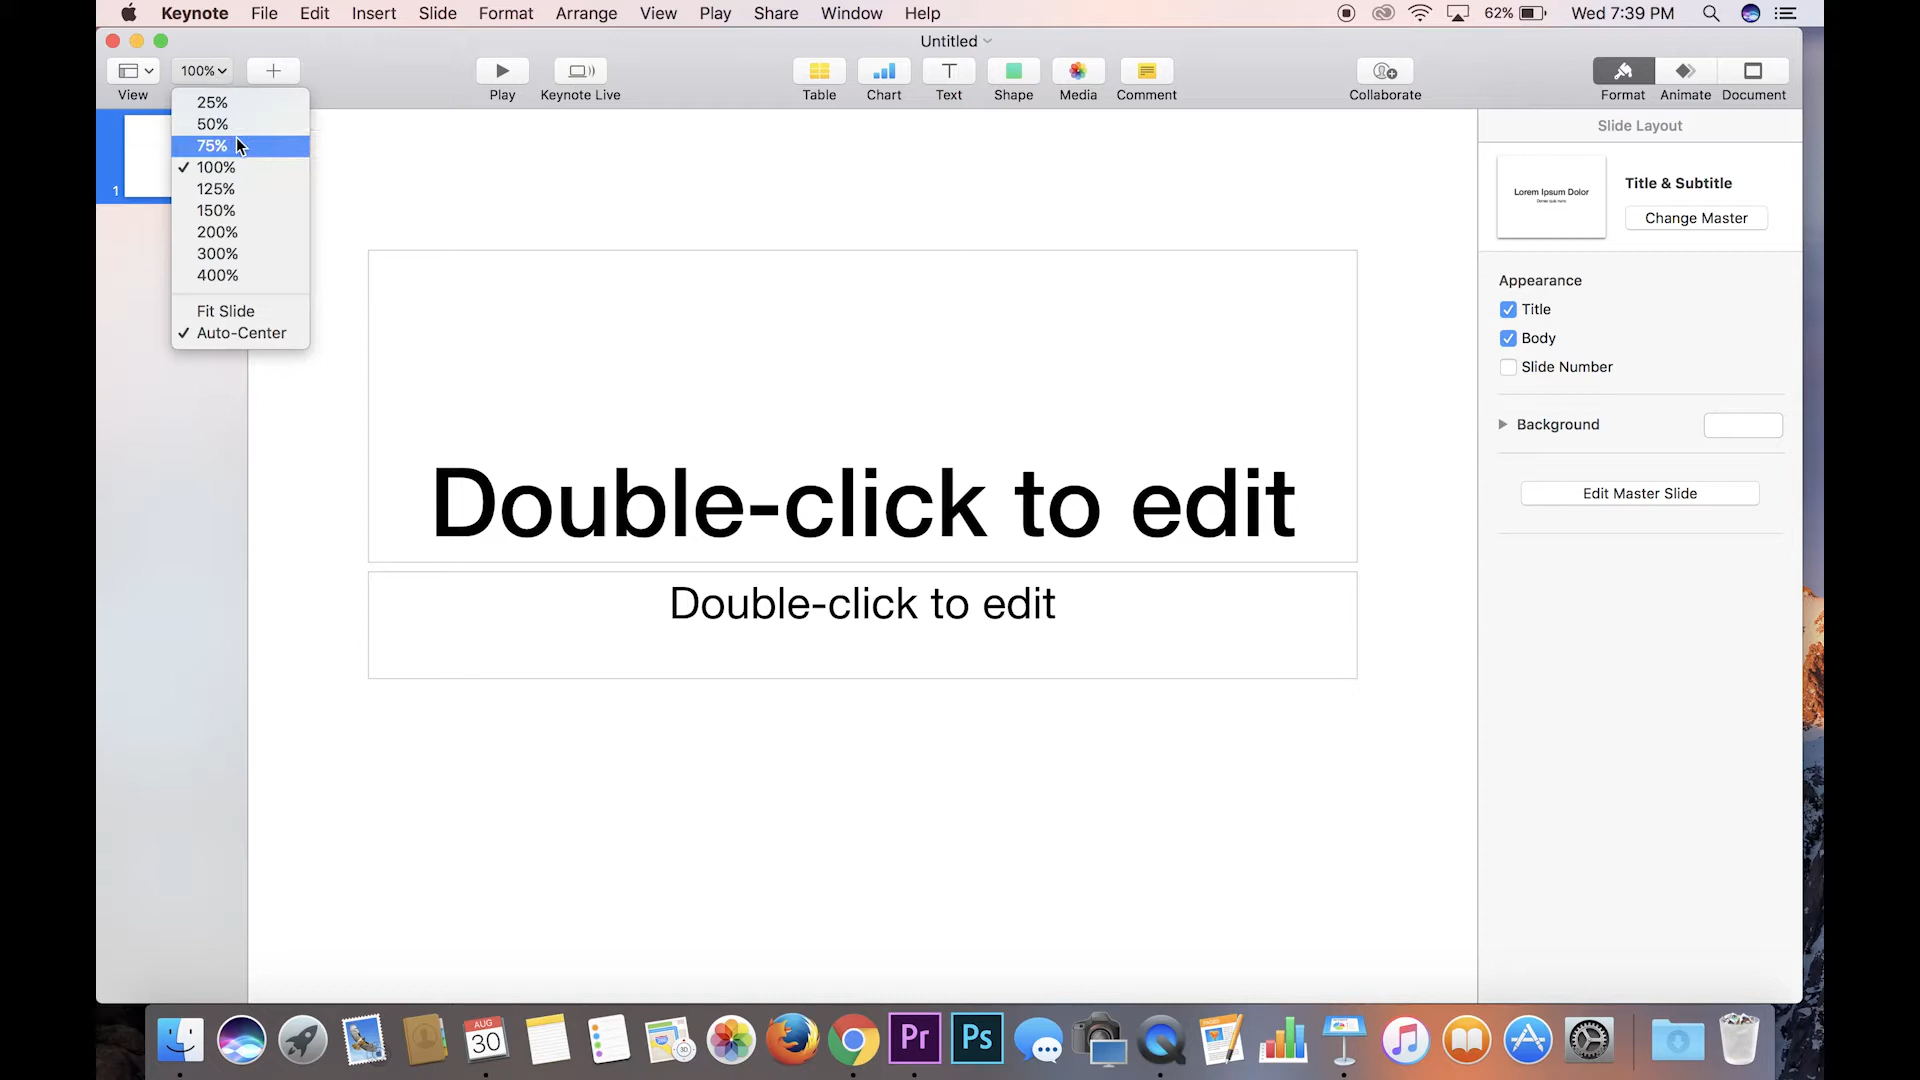 Keynote File Edit Insert Slide Format Arrange View Play Share Window Help 62% Wed 7:39 PM
Untitled
100%
View Play Keynote Live Table Chart Text Shape Media Comment Collaborate Format Animate Document
25%
50%
75%
100%
125%
150%
200%
300%
400%
Fit Slide
Auto-Center
1
Double-click to edit
Double-click to edit
Slide Layout
Lorem Ipsum Dolor
Title & Subtitle
Change Master
Appearance
Title
Body
Slide Number
Background
Edit Master Slide
AUG
30
Pr
Ps